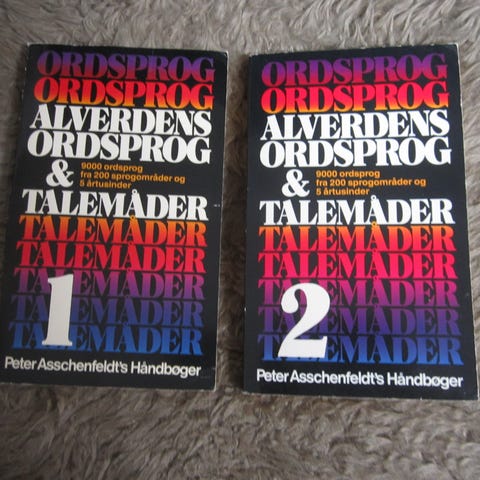 ORDSPROG
ORDSPROG
ALVERDENS
ORDSPROG
9000 ordsprog
fra 200 sprogområder og
5 årtusinder
&
TALEMÅDER
TALEMÅDER
TALEMÅDER
TALEMÅDER
TALEMÅDER
TALEMÅDER
1
Peter Asschenfeldt's Håndbøger
ORDSPROG
ORDSPROG
ALVERDENS
ORDSPROG
9000 ordsprog
fra 200 sprogområder og
5 årtusinder
&
TALEMÅDER
TALEMÅDER
TALEMÅDER
TALEMÅDER
TALEMÅDER
TALEMÅDER
2
Peter Asschenfeldt's Håndbøger